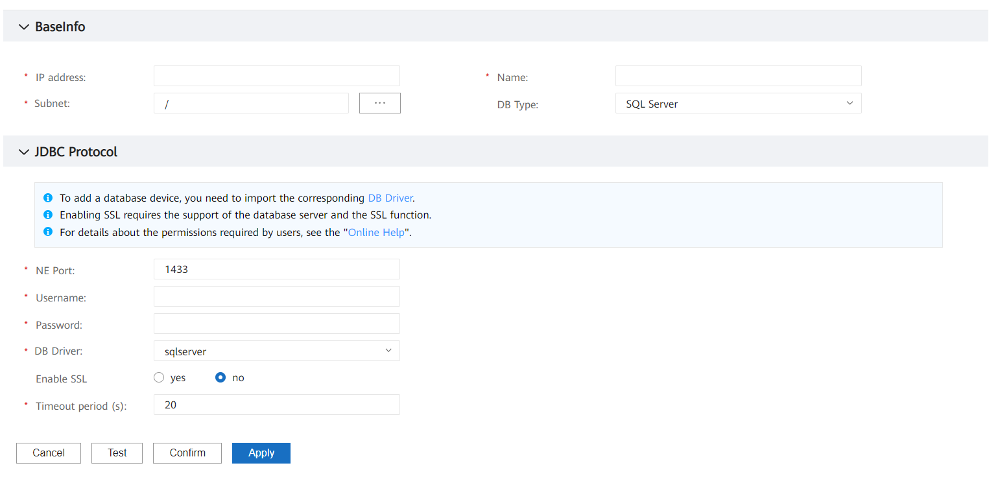 BaseInfo
* IP address:
* Name:
* Subnet: / ···
DB Type: SQL Server
JDBC Protocol
To add a database device, you need to import the corresponding DB Driver.
Enabling SSL requires the support of the database server and the SSL function.
For details about the permissions required by users, see the "Online Help".
* NE Port: 1433
* Username:
* Password:
* DB Driver: sqlserver
Enable SSL yes no
* Timeout period (s): 20
Cancel Test Confirm Apply